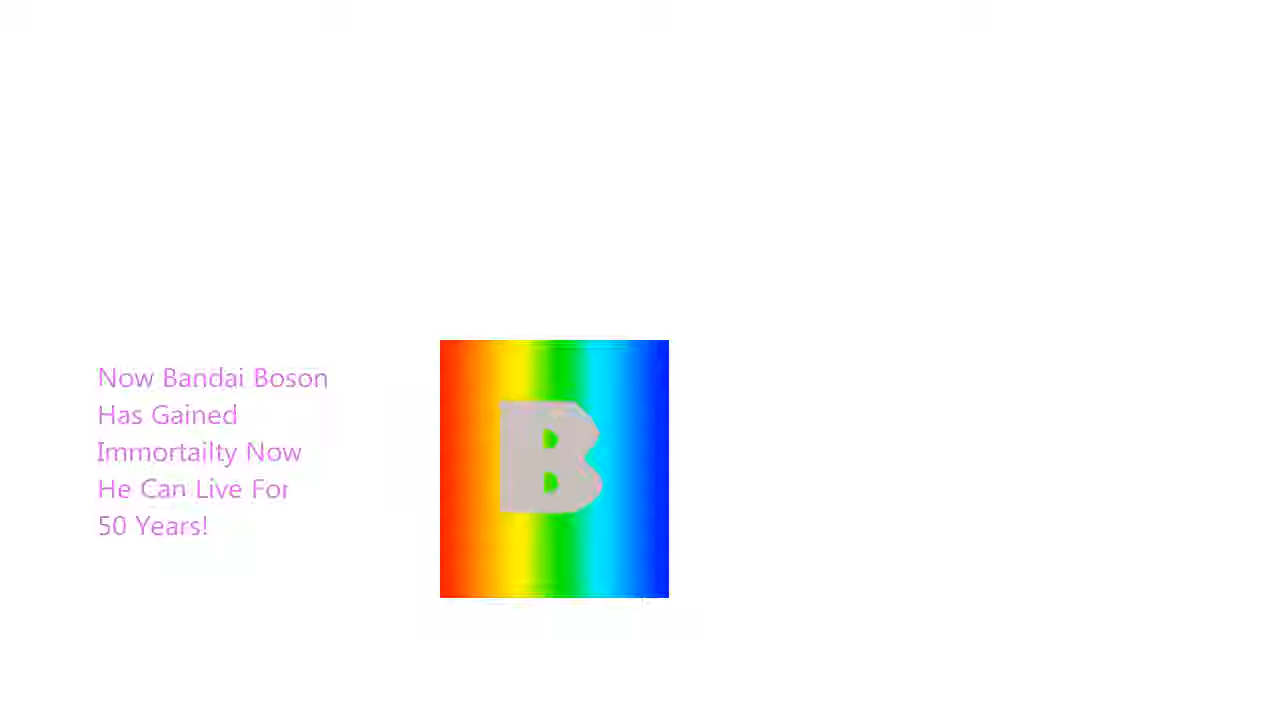 Now Bandai Boson
Has Gained
Immortailty Now
He Can Live For
50 Years!
B